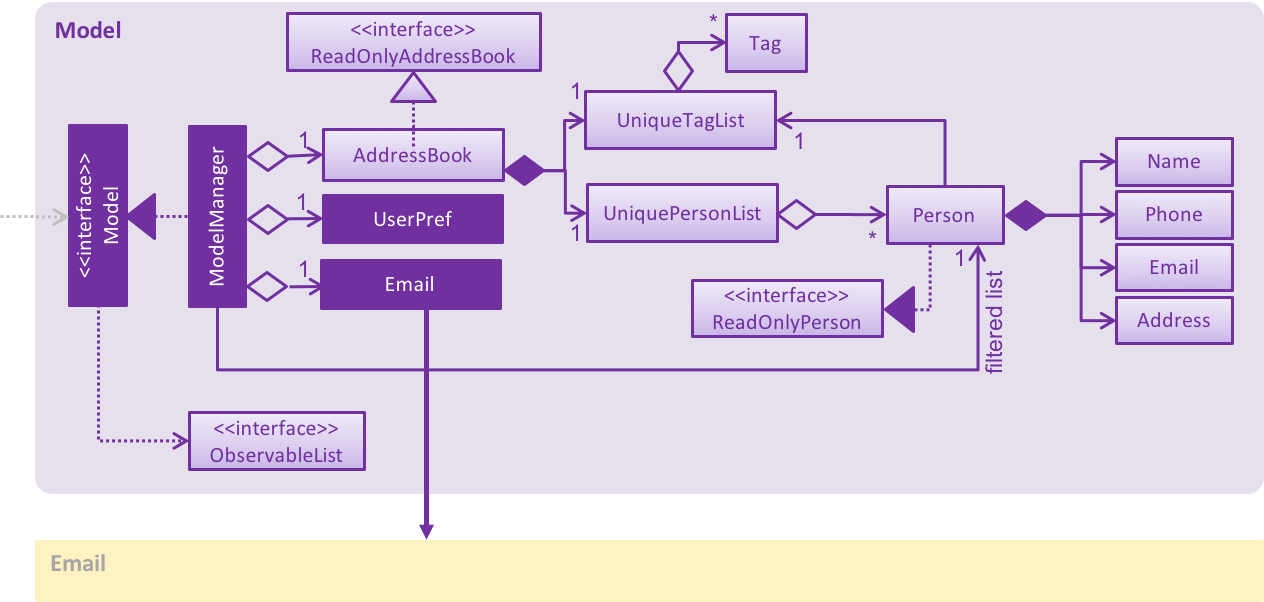 Model
<<interface>>
ReadOnlyAddressBook
*
Tag
1
UniqueTagList
1
<<interface>>
Model
ModelManager
1
AddressBook
1
UserPref
1
Email
UniquePersonList
1
*
Person
1
filtered list
Name
Phone
Email
Address
<<interface>>
ReadOnlyPerson
<<interface>>
ObservableList
Email